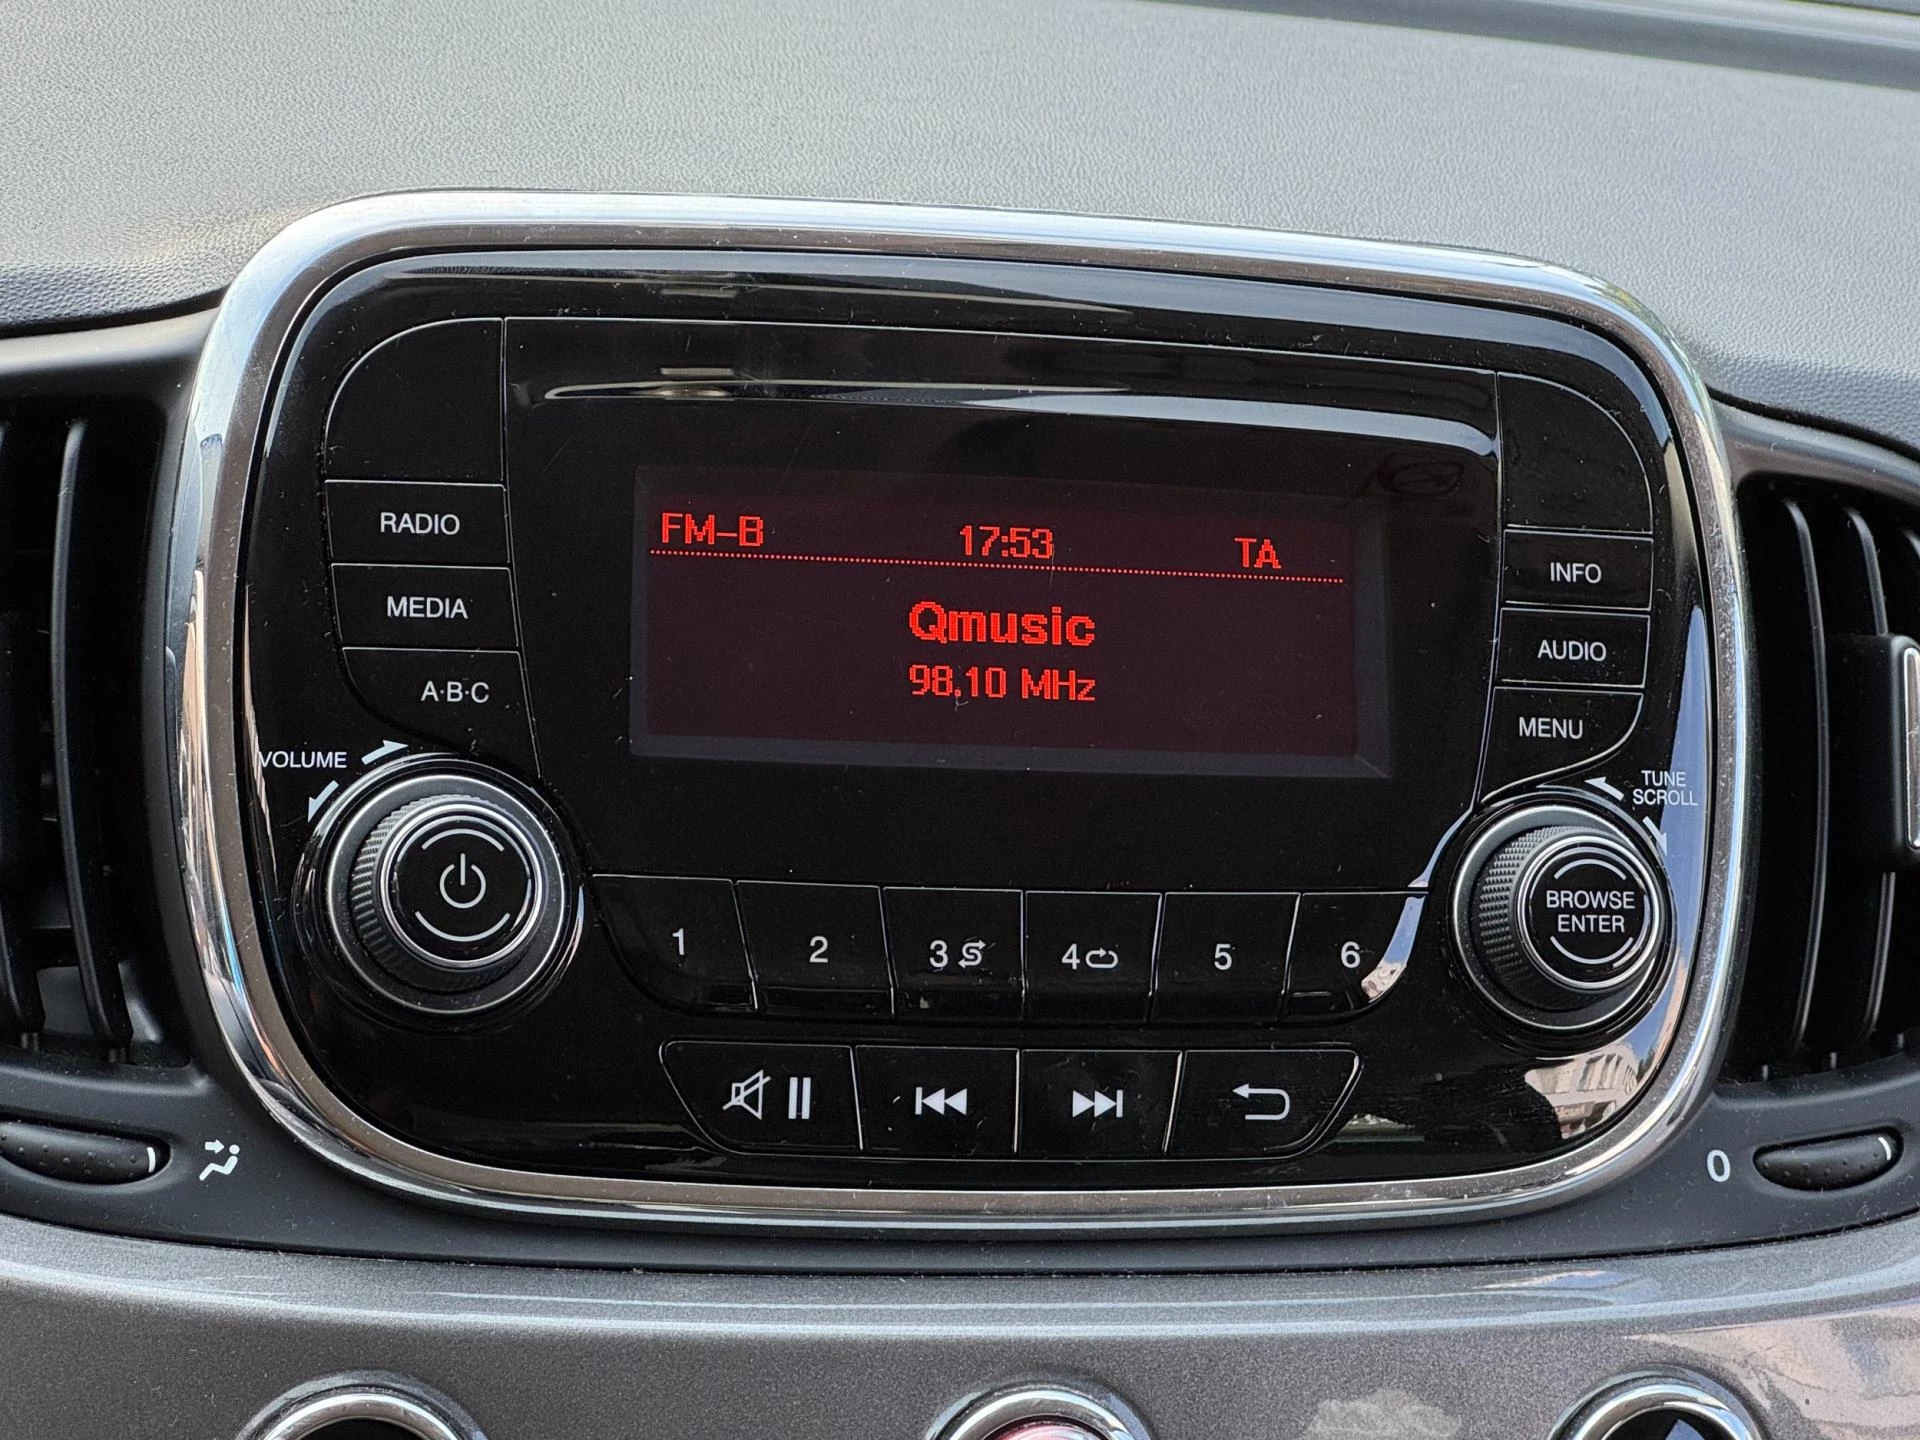 FM-B 17:53 TA
Qmusic
98.10 MHz
RADIO
MEDIA
A·B·C
INFO
AUDIO
MENU
VOLUME
TUNE
SCROLL
BROWSE
ENTER
1 2 3 4 5 6
0